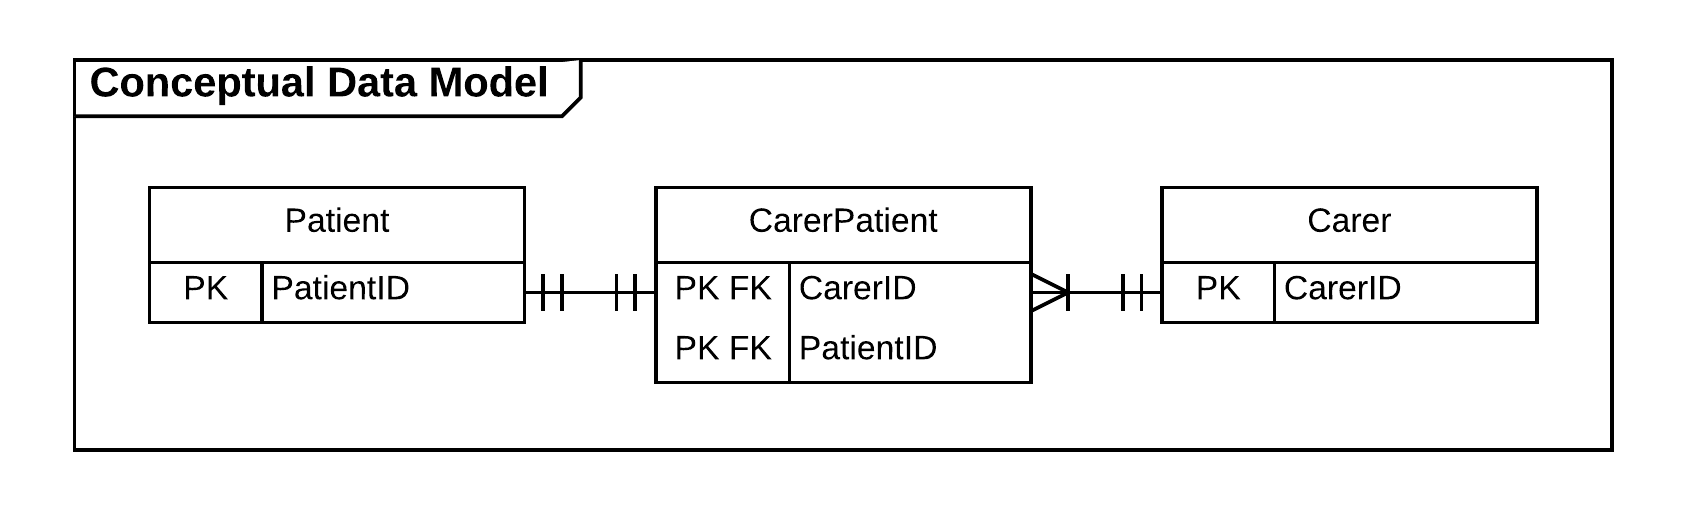 Conceptual Data Model
Patient
PK PatientID
CarerPatient
PK FK CarerID
PK FK PatientID
Carer
PK CarerID